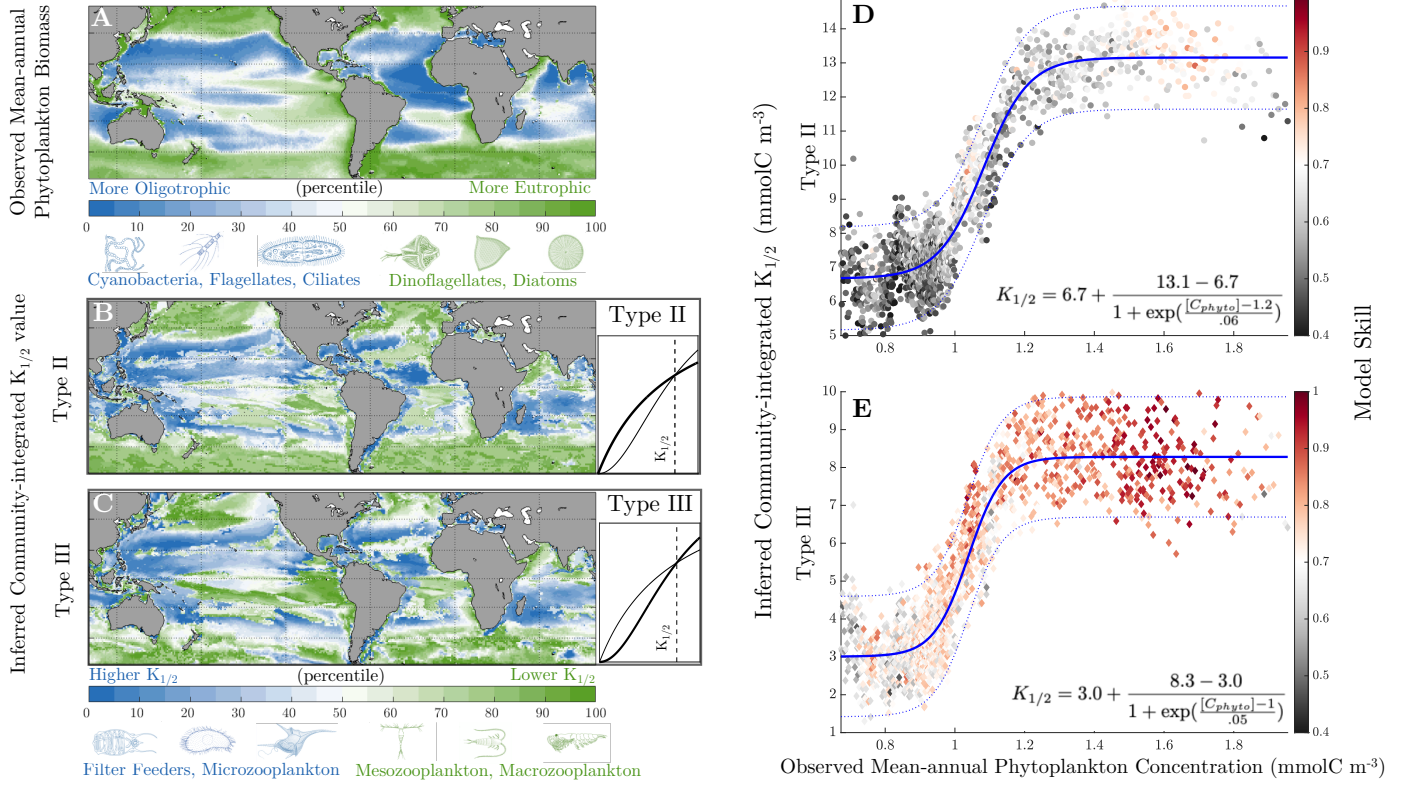 Observed Mean-annual
Phytoplankton Biomass
A
More Oligotrophic (percentile) More Eutrophic
0 10 20 30 40 50 60 70 80 90 100
Cyanobacteria, Flagellates, Ciliates Dinoflagellates, Diatoms
Inferred Community-integrated K1/2 value
Type II
B
Type II
K1/2
Type III
C
Type III
K1/2
Higher K1/2 (percentile) Lower K1/2
0 10 20 30 40 50 60 70 80 90 100
Filter Feeders, Microzooplankton Mesozooplankton, Macrozooplankton
Inferred Community-integrated K1/2 (mmolC m-3)
D
Type II
14
13
12
11
10
9
8
7
6
5
0.8 1 1.2 1.4 1.6 1.8
K1/2 = 6.7 + 13.1 − 6.7 / 1 + exp([Cphyto]−1.2 / .06)
0.9
0.8
0.7
0.6
0.5
0.4
Model Skill
E
Type III
10
9
8
7
6
5
4
3
2
1
0.8 1 1.2 1.4 1.6 1.8
K1/2 = 3.0 + 8.3 − 3.0 / 1 + exp([Cphyto]−1 / .05)
1
0.9
0.8
0.7
0.6
0.5
0.4
Observed Mean-annual Phytoplankton Concentration (mmolC m-3)